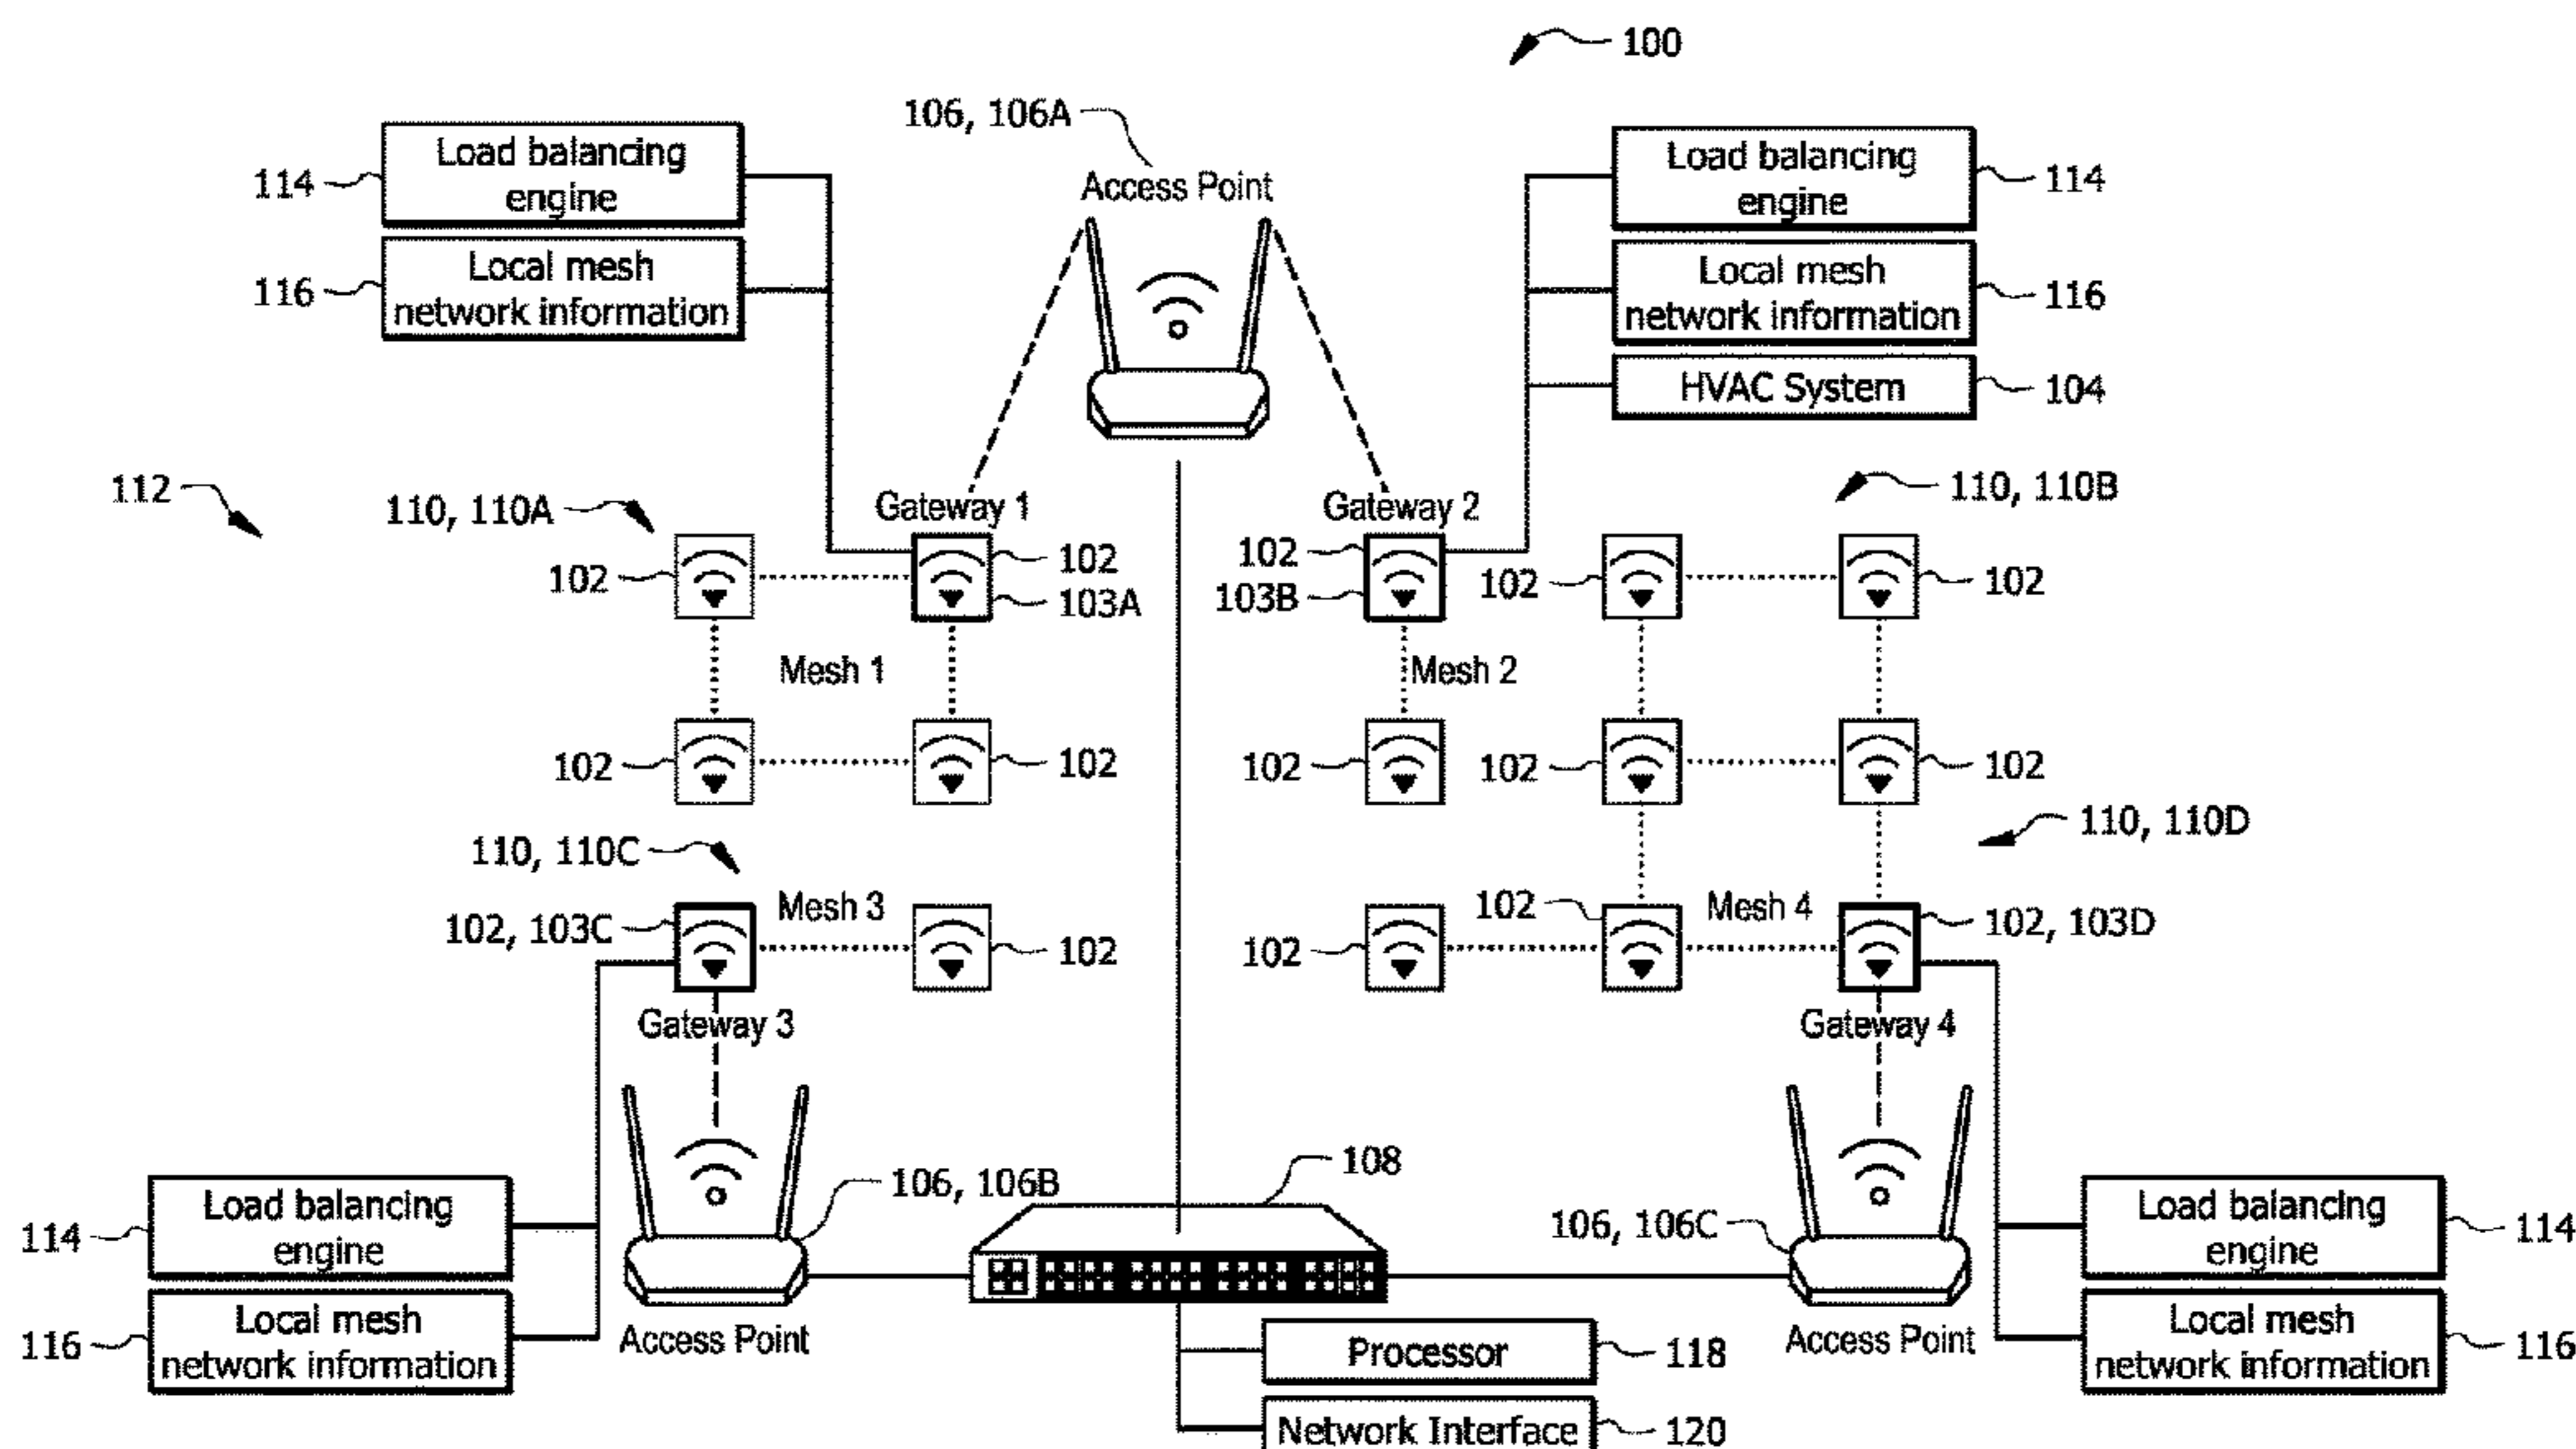 100
106, 106A
Access Point
Load balancing
engine
114
Local mesh
network information
116
Load balancing
engine
114
Local mesh
network information
116
HVAC System
104
112
110, 110A
Gateway 1
Gateway 2
110, 110B
102
102
103A
102
103B
102
102
Mesh 1
Mesh 2
102
102
102
102
102
110, 110C
110, 110D
102, 103C
Mesh 3
102
102
102
Mesh 4
102, 103D
Gateway 3
Gateway 4
108
106, 106B
106, 106C
Load balancing
engine
114
Local mesh
network information
116
Access Point
Access Point
Load balancing
engine
114
Local mesh
network information
116
Processor
118
Network Interface
120